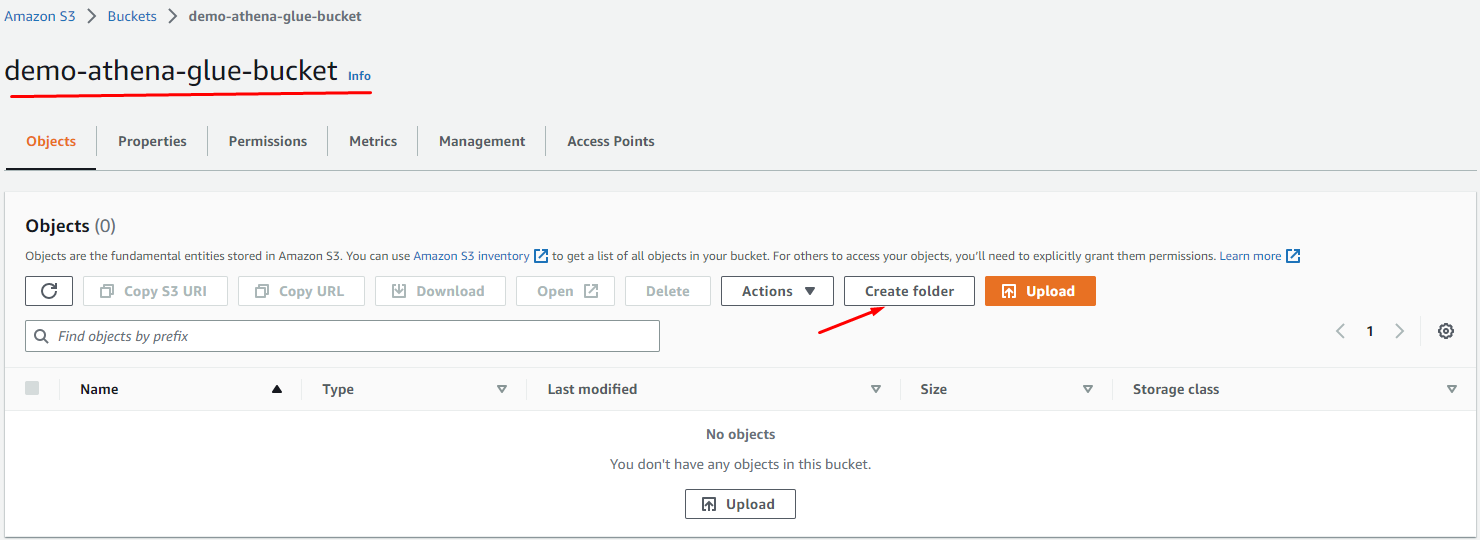 Amazon S3 > Buckets > demo-athena-glue-bucket
demo-athena-glue-bucket Info
Objects Properties Permissions Metrics Management Access Points
Objects (0)
Objects are the fundamental entities stored in Amazon S3. You can use Amazon S3 inventory to get a list of all objects in your bucket. For others to access your objects, you'll need to explicitly grant them permissions. Learn more
Copy S3 URI Copy URL Download Open Delete Actions Create folder Upload
Find objects by prefix 1
Name Type Last modified Size Storage class
No objects
You don't have any objects in this bucket.
Upload